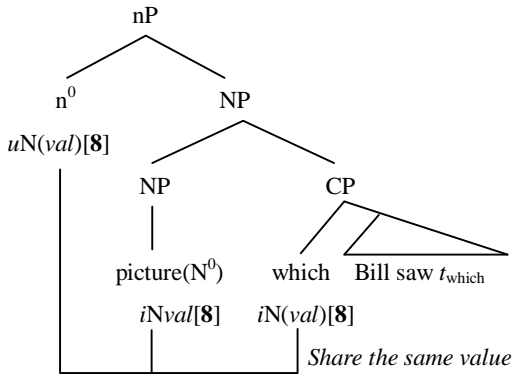 nP
n⁰ NP
uN(val)[8]
NP CP
picture(N⁰) which Bill saw t_which
iNval[8] iN(val)[8]
Share the same value